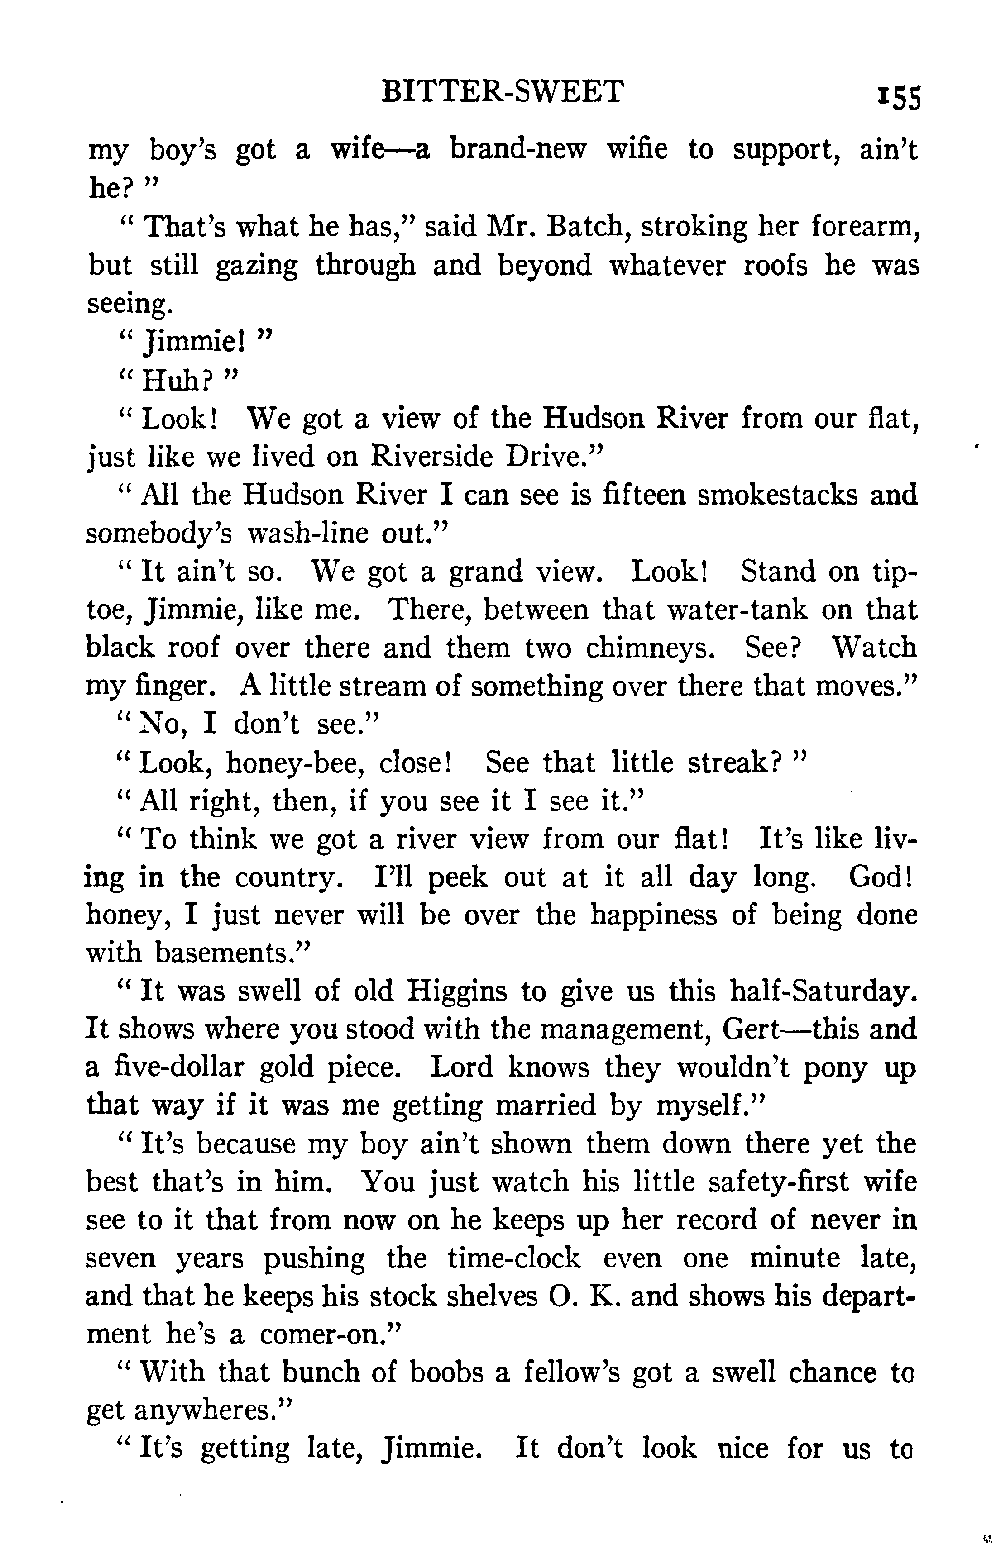 BITTER-SWEET 155
my boy's got a wife—a brand-new wifie to support, ain't
he? "
" That's what he has," said Mr. Batch, stroking her forearm,
but still gazing through and beyond whatever roofs he was
seeing.
" Jimmie! "
" Huh? "
" Look! We got a view of the Hudson River from our flat,
just like we lived on Riverside Drive."
" All the Hudson River I can see is fifteen smokestacks and
somebody's wash-line out."
" It ain't so. We got a grand view. Look! Stand on tip-
toe, Jimmie, like me. There, between that water-tank on that
black roof over there and them two chimneys. See? Watch
my finger. A little stream of something over there that moves."
" No, I don't see."
" Look, honey-bee, close! See that little streak? "
" All right, then, if you see it I see it."
" To think we got a river view from our flat! It's like liv-
ing in the country. I'll peek out at it all day long. God!
honey, I just never will be over the happiness of being done
with basements."
" It was swell of old Higgins to give us this half-Saturday.
It shows where you stood with the management, Gert—this and
a five-dollar gold piece. Lord knows they wouldn't pony up
that way if it was me getting married by myself."
" It's because my boy ain't shown them down there yet the
best that's in him. You just watch his little safety-first wife
see to it that from now on he keeps up her record of never in
seven years pushing the time-clock even one minute late,
and that he keeps his stock shelves O. K. and shows his depart-
ment he's a comer-on."
" With that bunch of boobs a fellow's got a swell chance to
get anywheres."
" It's getting late, Jimmie. It don't look nice for us to